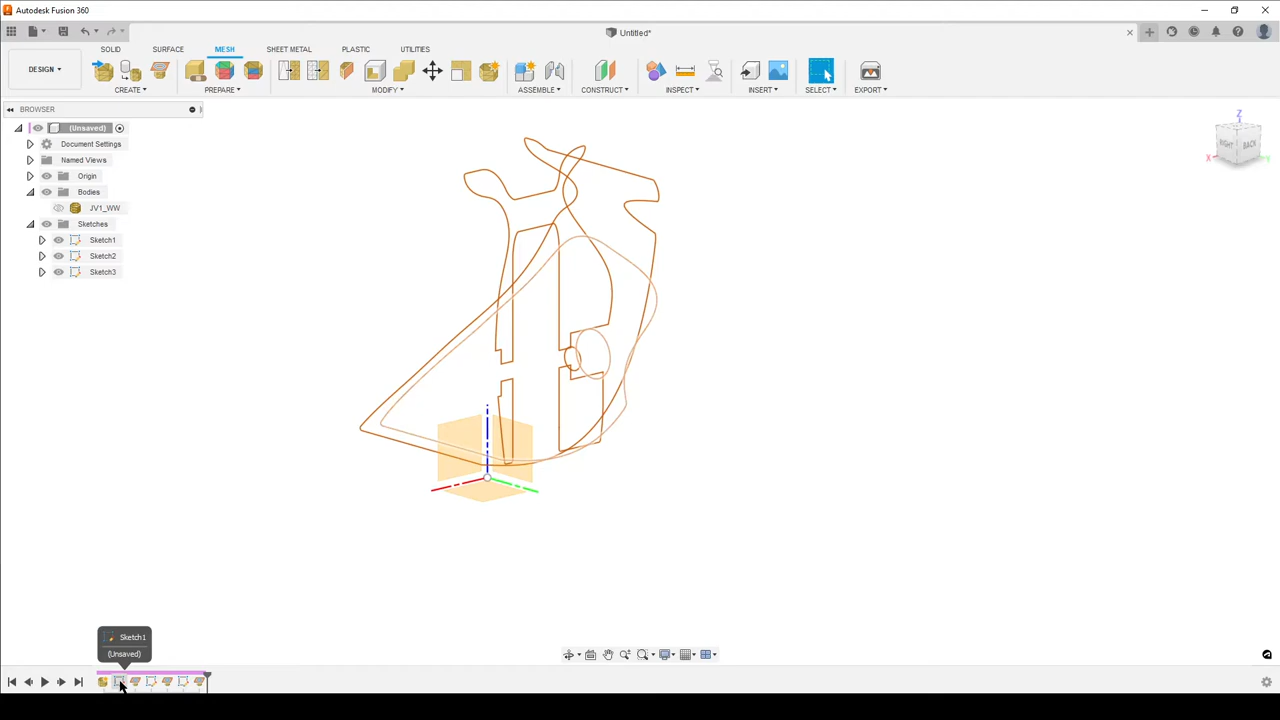 Autodesk Fusion 360
Untitled*
DESIGN
SOLID
SURFACE
MESH
SHEET METAL
PLASTIC
UTILITIES
CREATE
PREPARE
MODIFY
ASSEMBLE
CONSTRUCT
INSPECT
INSERT
SELECT
EXPORT
BROWSER
(Unsaved)
Document Settings
Named Views
Origin
Bodies
JV1_WW
Sketches
Sketch1
Sketch2
Sketch3
Z
RIGHT
BACK
X
Y
Sketch1
(Unsaved)